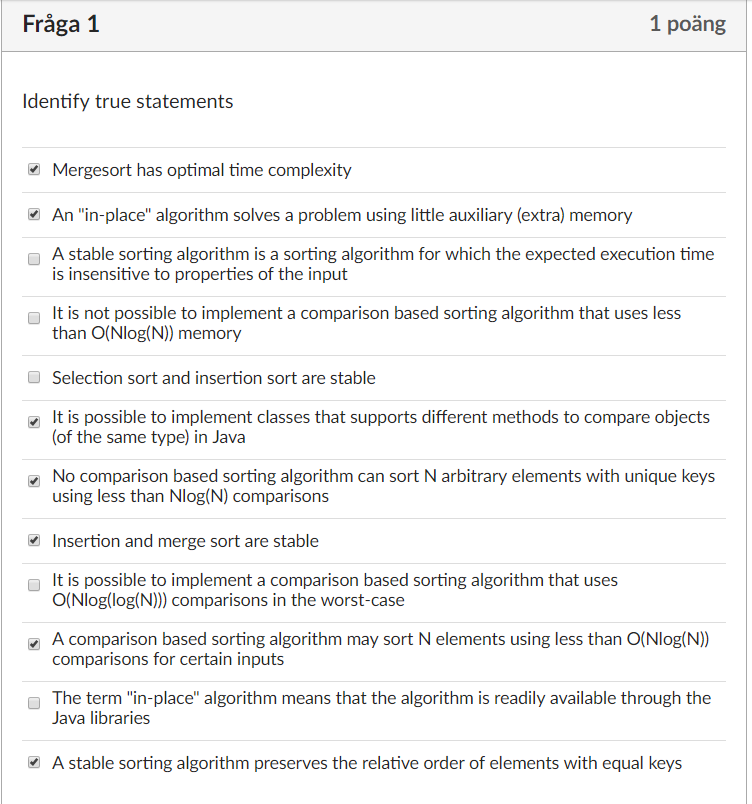 Fråga 1
1 poäng
Identify true statements
Mergesort has optimal time complexity
An "in-place" algorithm solves a problem using little auxiliary (extra) memory
A stable sorting algorithm is a sorting algorithm for which the expected execution time
is insensitive to properties of the input
It is not possible to implement a comparison based sorting algorithm that uses less
than O(Nlog(N)) memory
Selection sort and insertion sort are stable
It is possible to implement classes that supports different methods to compare objects
(of the same type) in Java
No comparison based sorting algorithm can sort N arbitrary elements with unique keys
using less than Nlog(N) comparisons
Insertion and merge sort are stable
It is possible to implement a comparison based sorting algorithm that uses
O(Nlog(log(N))) comparisons in the worst-case
A comparison based sorting algorithm may sort N elements using less than O(Nlog(N))
comparisons for certain inputs
The term "in-place" algorithm means that the algorithm is readily available through the
Java libraries
A stable sorting algorithm preserves the relative order of elements with equal keys